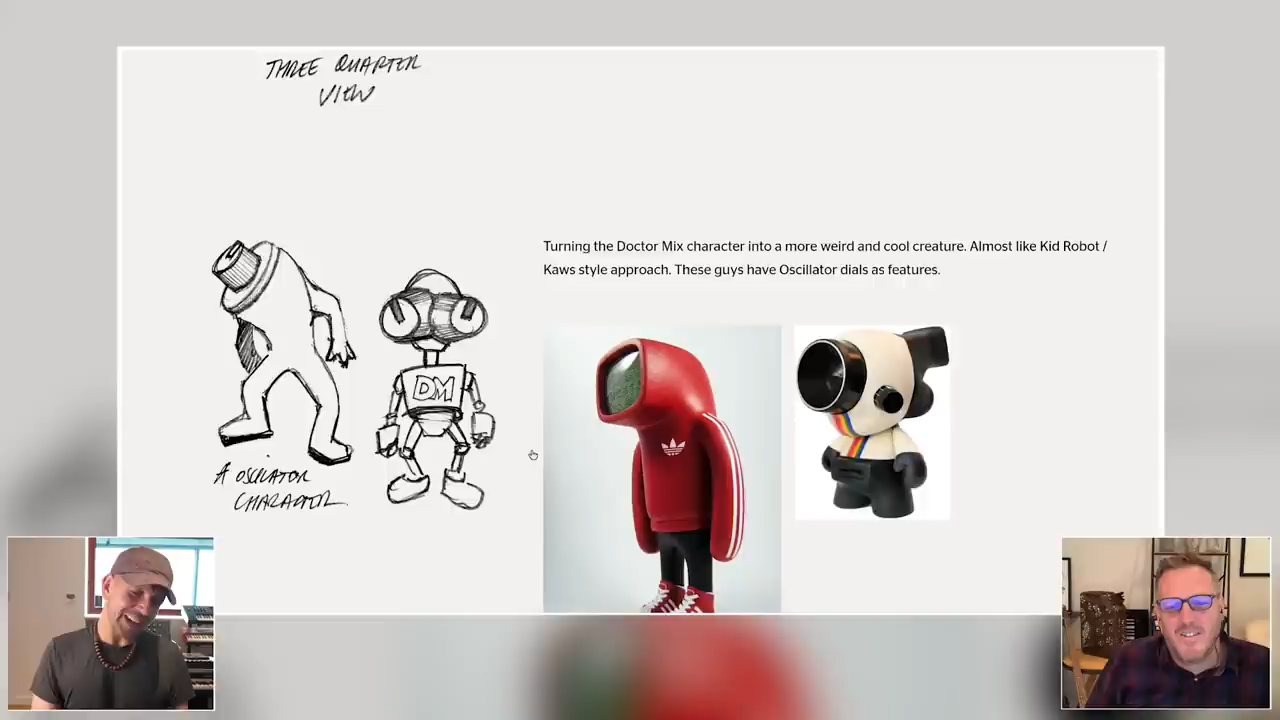 THREE QUARTER
VIEW
Turning the Doctor Mix character into a more weird and cool creature. Almost like Kid Robot /
Kaws style approach. These guys have Oscillator dials as features.
DM
A OSCILATOR
CHARACTER